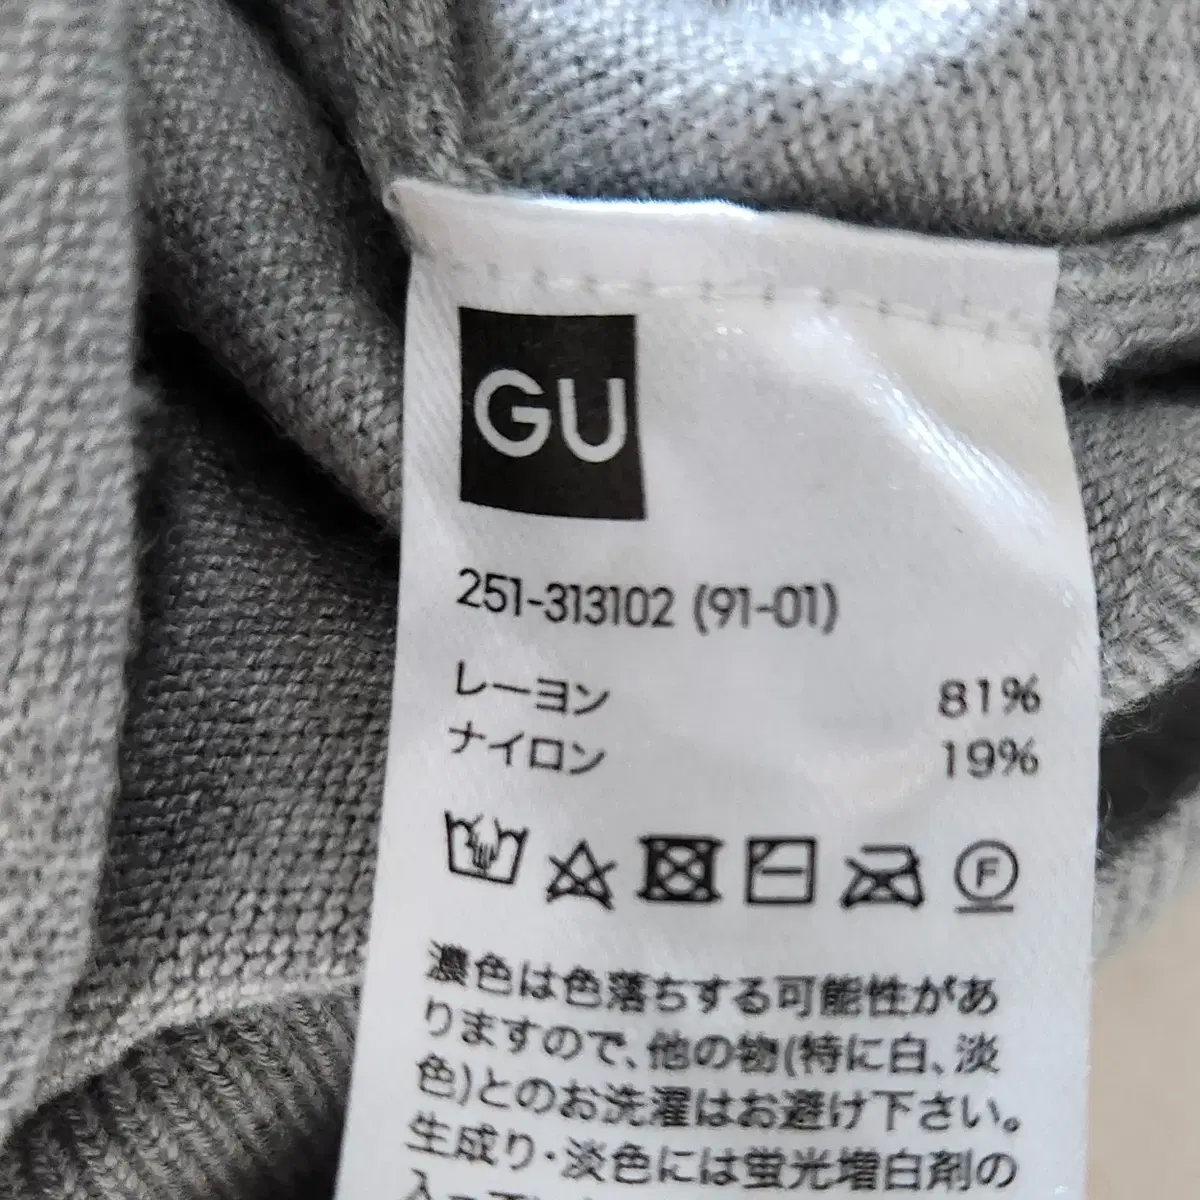 GU
251-313102 (91-01)
レーヨン 81%
ナイロン 19%
F
濃色は色落ちする可能性があ
りますので、他の物(特に白、淡
色)とのお洗濯はお避け下さい。
生成り・淡色には蛍光増白剤の